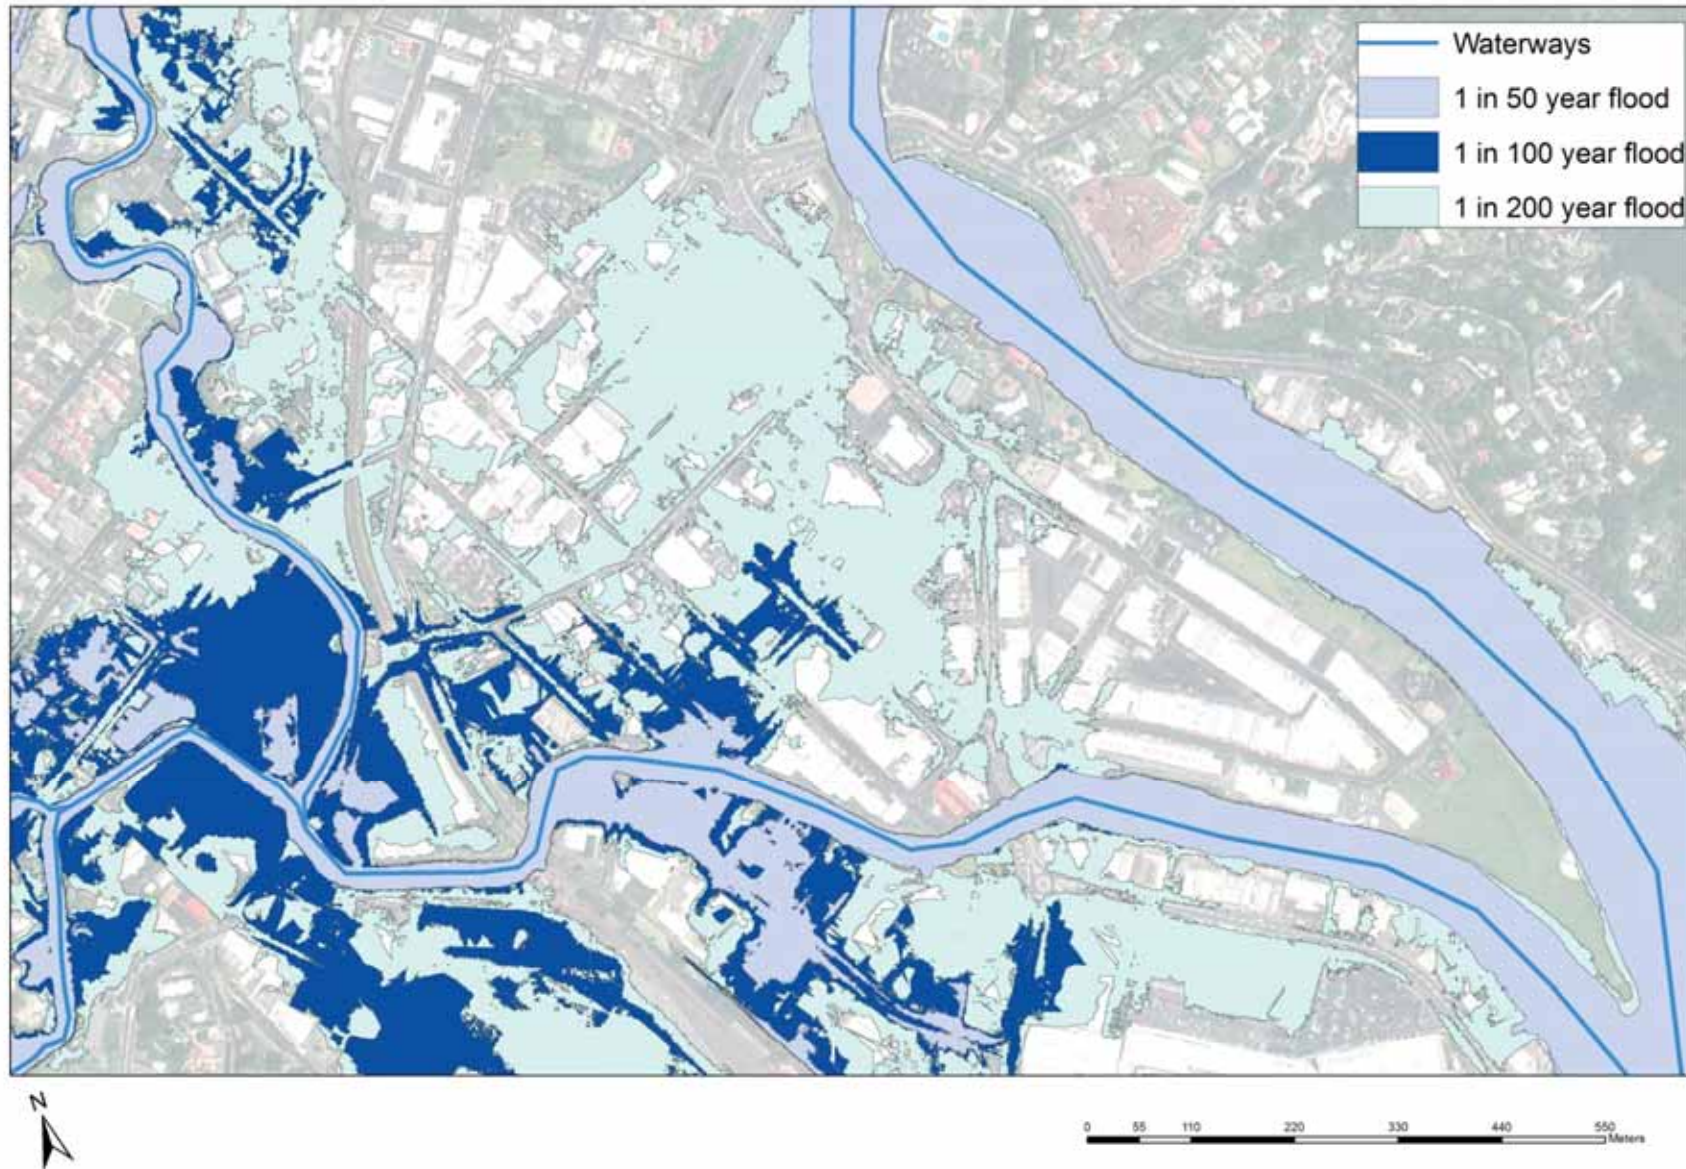 Waterways
1 in 50 year flood
1 in 100 year flood
1 in 200 year flood
N
0 55 110 220 330 440 550
Meters